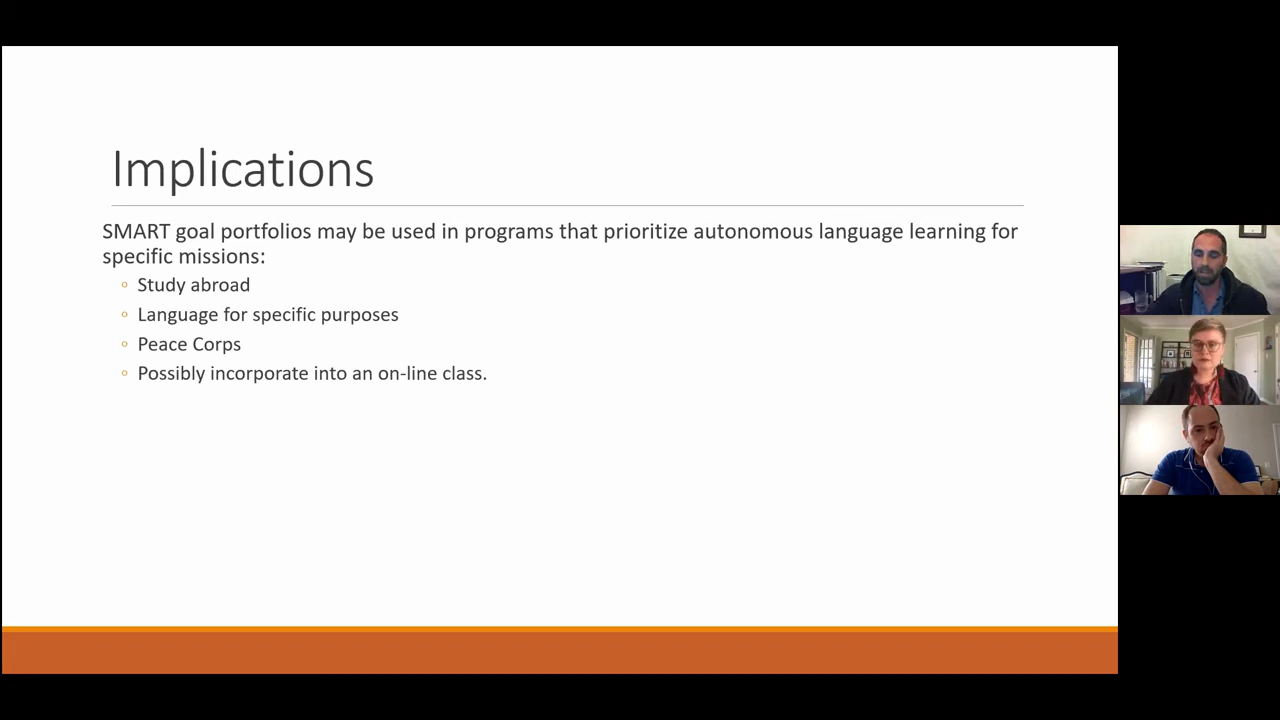 Implications
SMART goal portfolios may be used in programs that prioritize autonomous language learning for
specific missions:
◦ Study abroad
◦ Language for specific purposes
◦ Peace Corps
◦ Possibly incorporate into an on-line class.